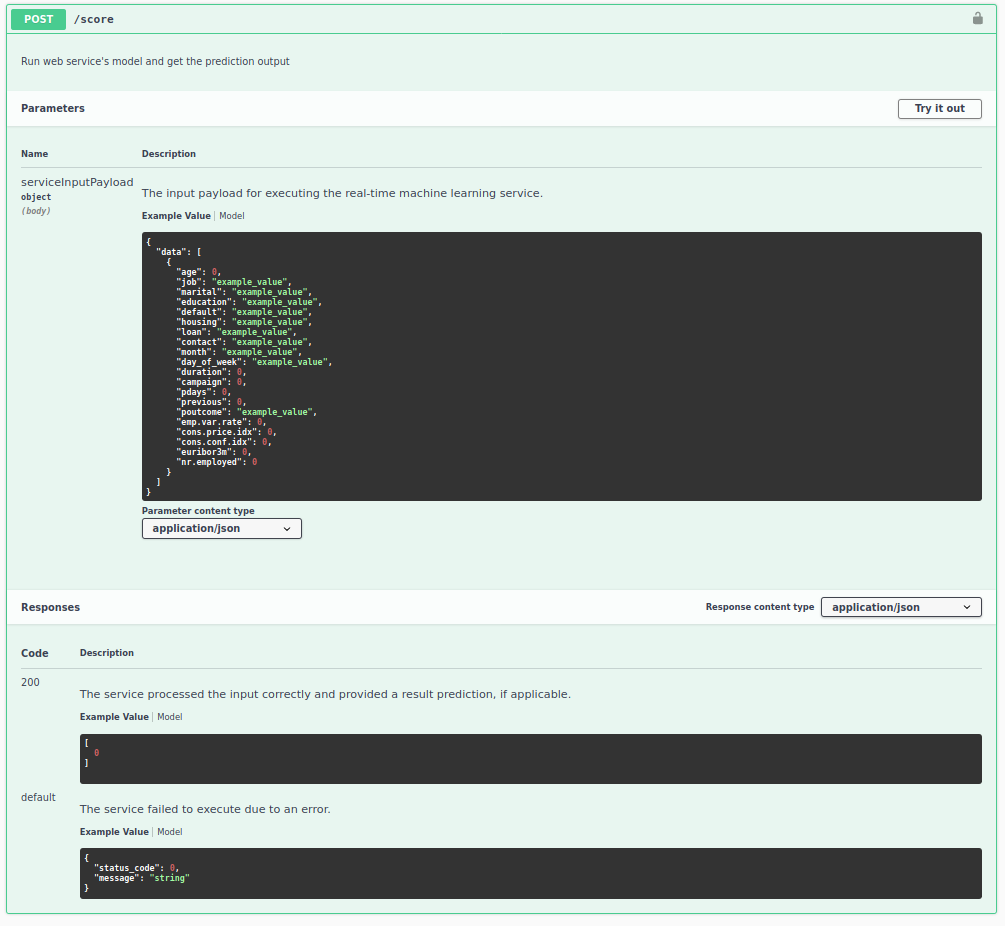 POST /score
Run web service's model and get the prediction output
Parameters Try it out
Name Description
serviceInputPayload
object
(body)
The input payload for executing the real-time machine learning service.
Example Value Model
{
"data": [
{
"age": 0,
"job": "example_value",
"marital": "example_value",
"education": "example_value",
"default": "example_value",
"housing": "example_value",
"loan": "example_value",
"contact": "example_value",
"month": "example_value",
"day_of_week": "example_value",
"duration": 0,
"campaign": 0,
"pdays": 0,
"previous": 0,
"poutcome": "example_value",
"emp.var.rate": 0,
"cons.price.idx": 0,
"cons.conf.idx": 0,
"euribor3m": 0,
"nr.employed": 0
}
]
}
Parameter content type
application/json
Responses Response content type application/json
Code Description
200
The service processed the input correctly and provided a result prediction, if applicable.
Example Value Model
[
0
]
default
The service failed to execute due to an error.
Example Value Model
{
"status_code": 0,
"message": "string"
}